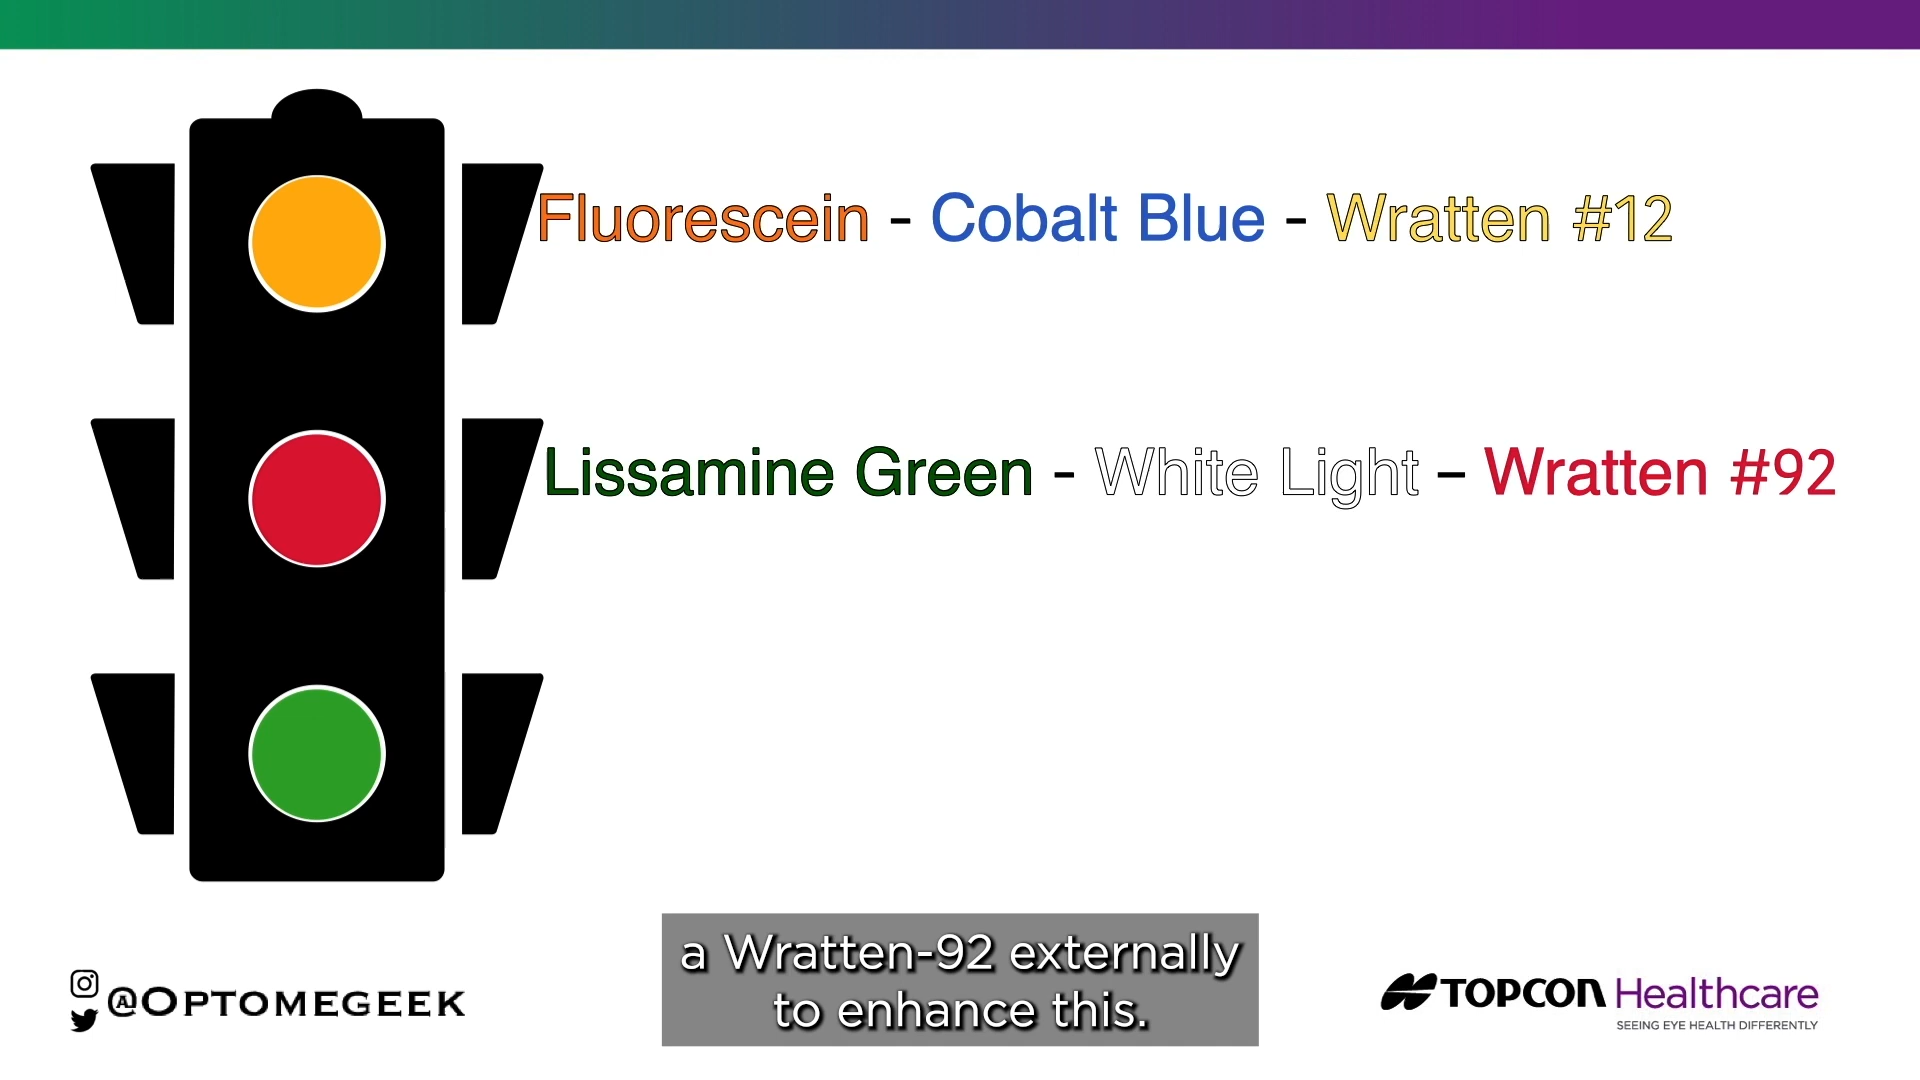 Fluorescein - Cobalt Blue - Wratten #12
Lissamine Green - White Light – Wratten #92
a Wratten-92 externally
to enhance this.
@OPTOMEGEEK
TOPCON Healthcare
SEEING EYE HEALTH DIFFERENTLY